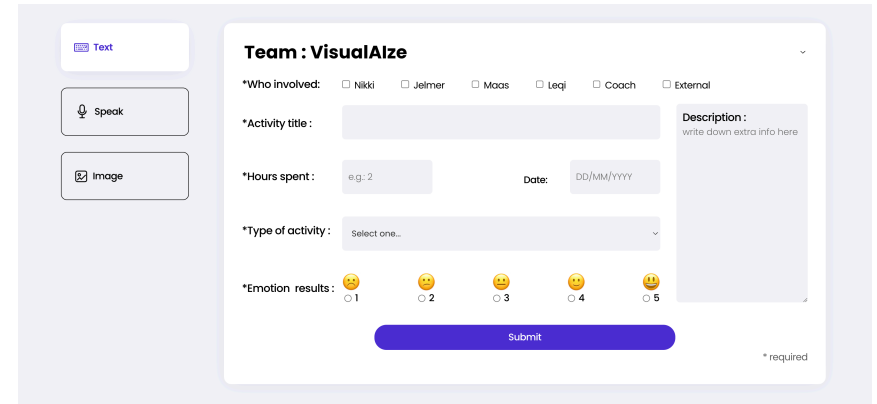 Text
Speak
Image
Team : VisualAIze
*Who involved: Nikki Jelmer Maas Leqi Coach External
*Activity title :
Description :
write down extra info here
*Hours spent : e.g.: 2 Date: DD/MM/YYYY
*Type of activity : Select one...
*Emotion results : 1 2 3 4 5
Submit
* required